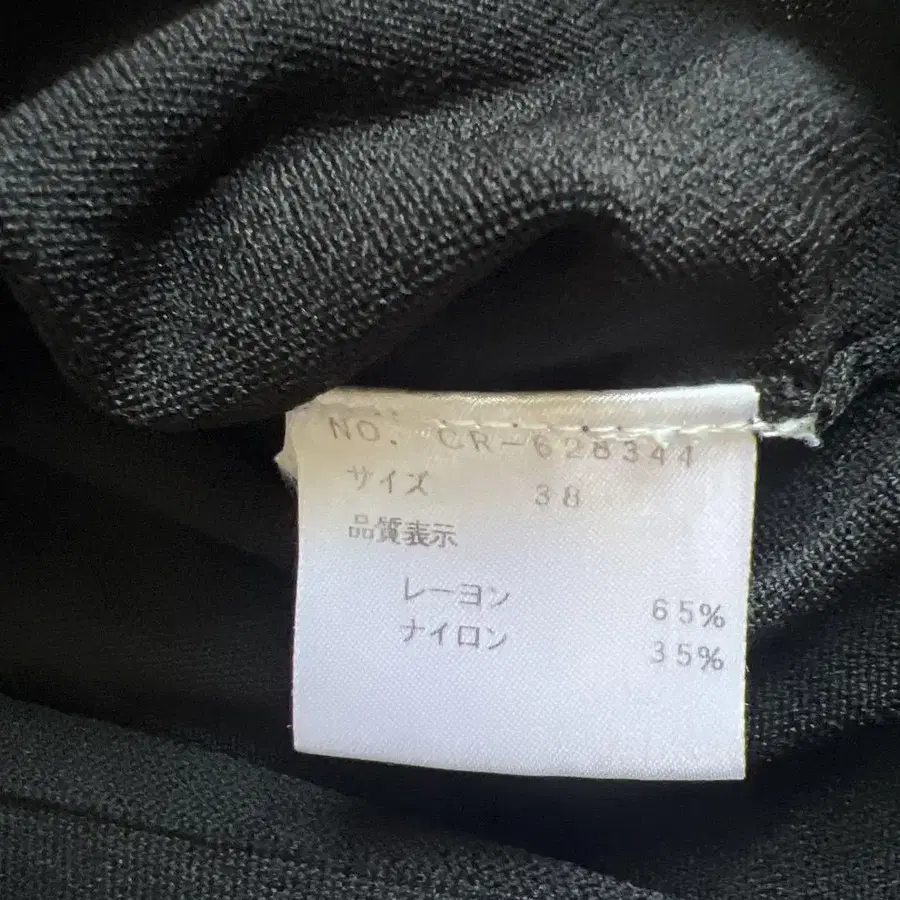 NO. CR-628344
サイズ 38
品質表示
レーヨン 65%
ナイロン 35%